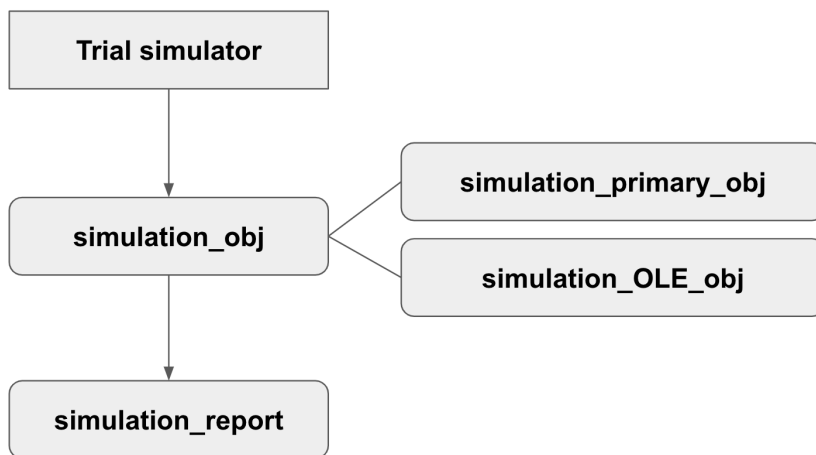 Trial simulator
simulation_primary_obj
simulation_obj
simulation_OLE_obj
simulation_report